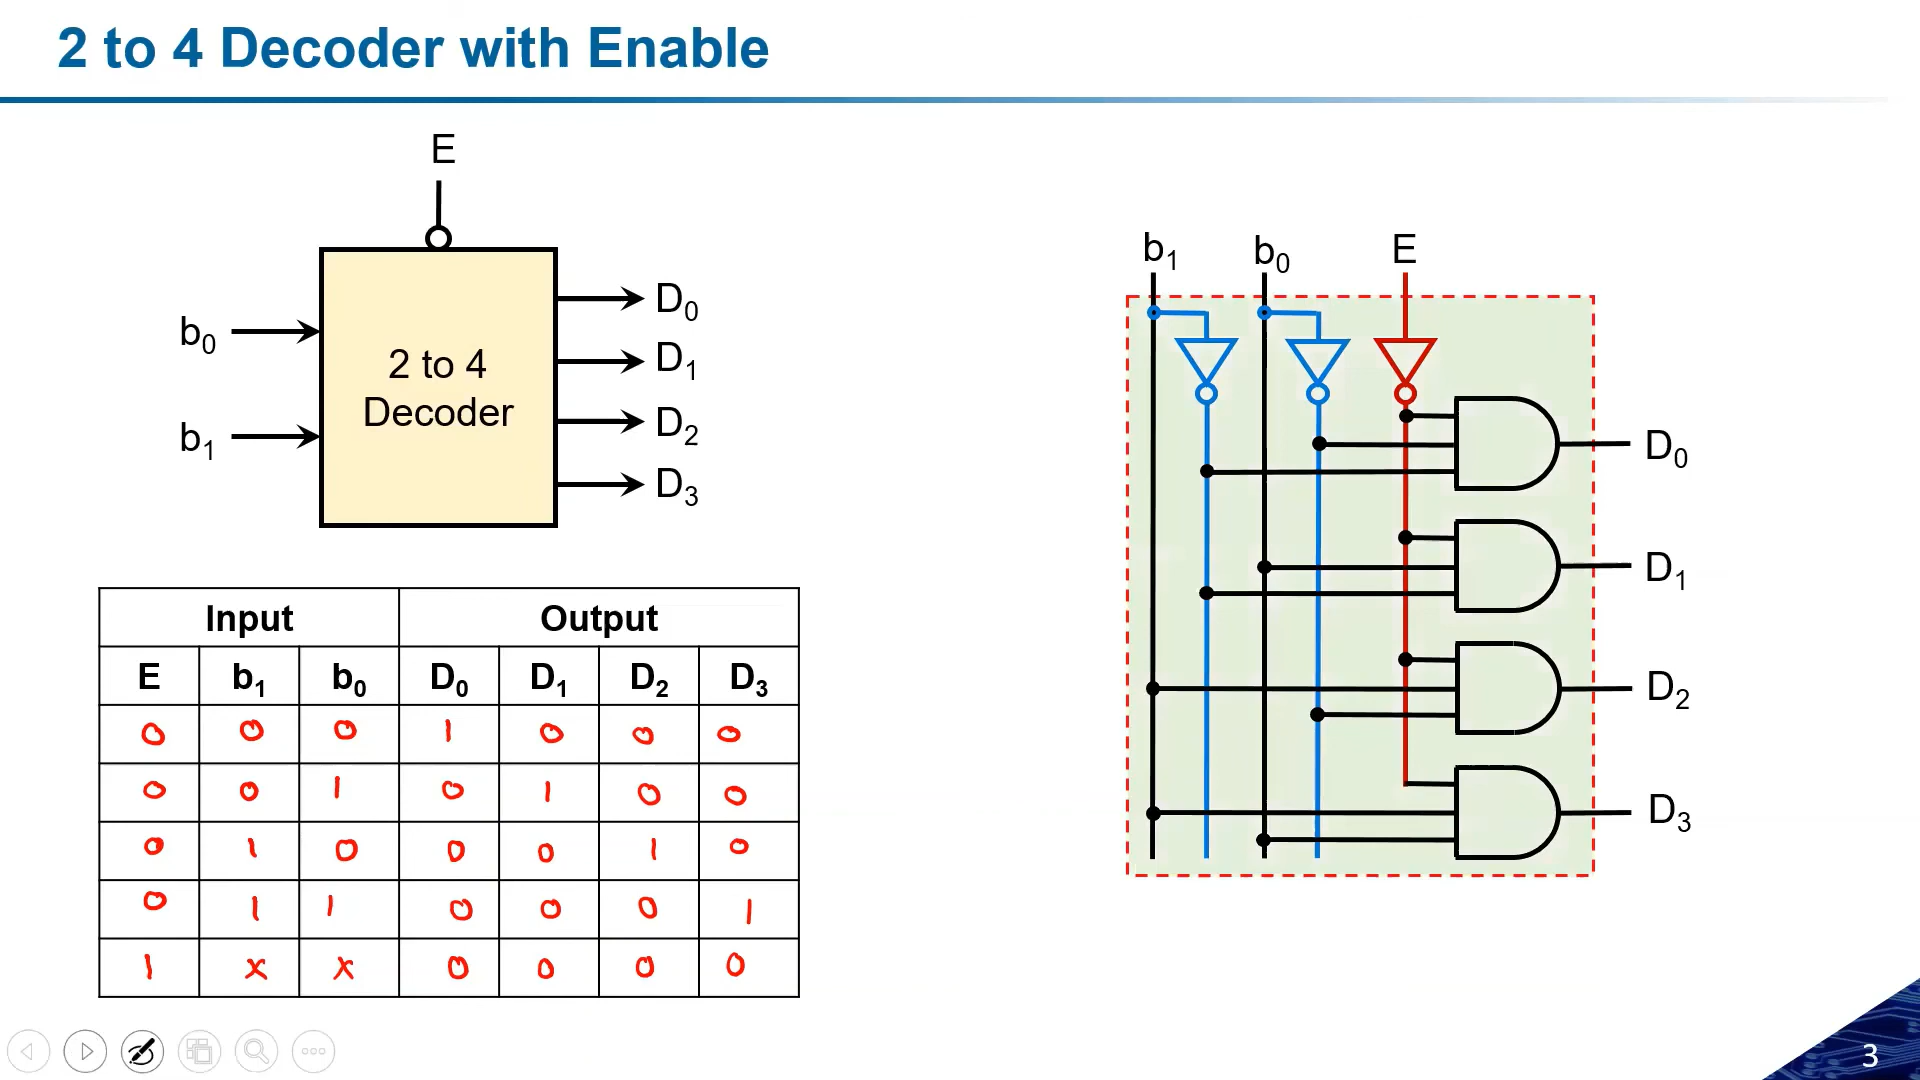 2 to 4 Decoder with Enable
E
b₀
b₁
2 to 4
Decoder
D₀
D₁
D₂
D₃
b₁ b₀ E
D₀
D₁
D₂
D₃
Input Output
E b₁ b₀ D₀ D₁ D₂ D₃
0 0 0 1 0 0 0
0 0 1 0 1 0 0
0 1 0 0 0 1 0
0 1 1 0 0 0 1
1 x x 0 0 0 0
3